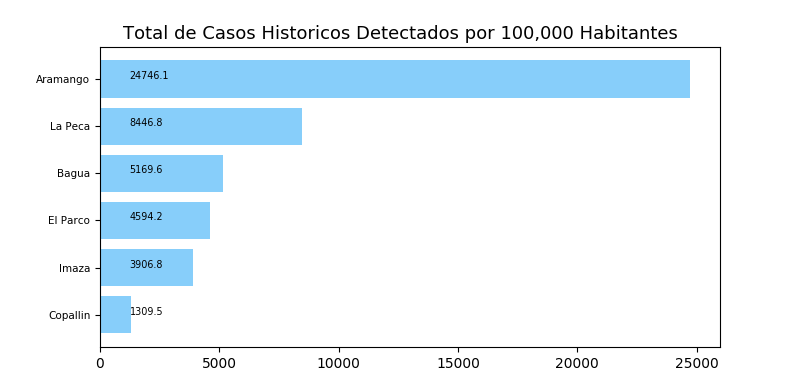 Total de Casos Historicos Detectados por 100,000 Habitantes
Aramango 24746.1
La Peca 8446.8
Bagua 5169.6
El Parco 4594.2
Imaza 3906.8
Copallin 1309.5
0 5000 10000 15000 20000 25000